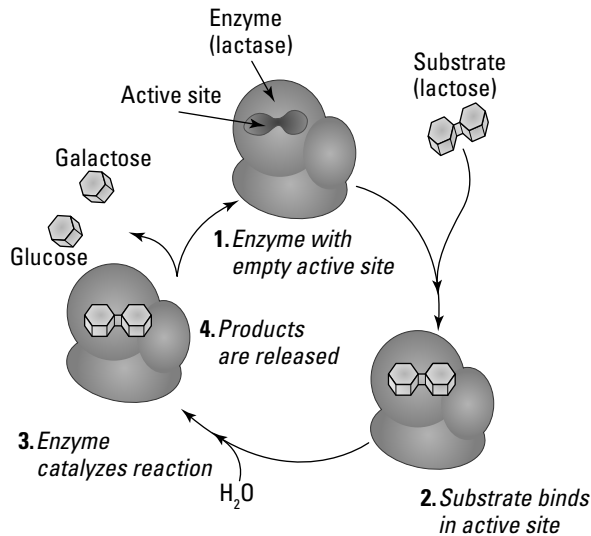 Enzyme
(lactase)
Substrate
(lactose)
Active site
Galactose
Glucose
1. Enzyme with
empty active site
4. Products
are released
3. Enzyme
catalyzes reaction
H₂O
2. Substrate binds
in active site